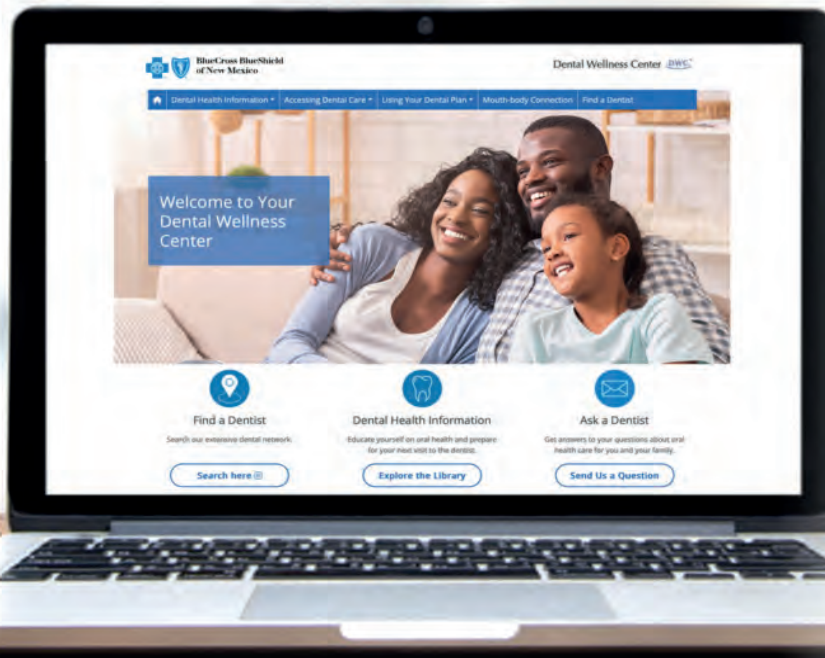 BlueCross BlueShield
of New Mexico
Dental Wellness Center DWC
Dental Health Information Accessing Dental Care Using Your Dental Plan Mouth-body Connection Find a Dentist
Welcome to Your
Dental Wellness
Center
Find a Dentist
Search our extensive dental network.
Search here
Dental Health Information
Educate yourself on oral health and prepare
for your next visit to the dentist.
Explore the Library
Ask a Dentist
Get answers to your questions about oral
health care for you and your family.
Send Us a Question